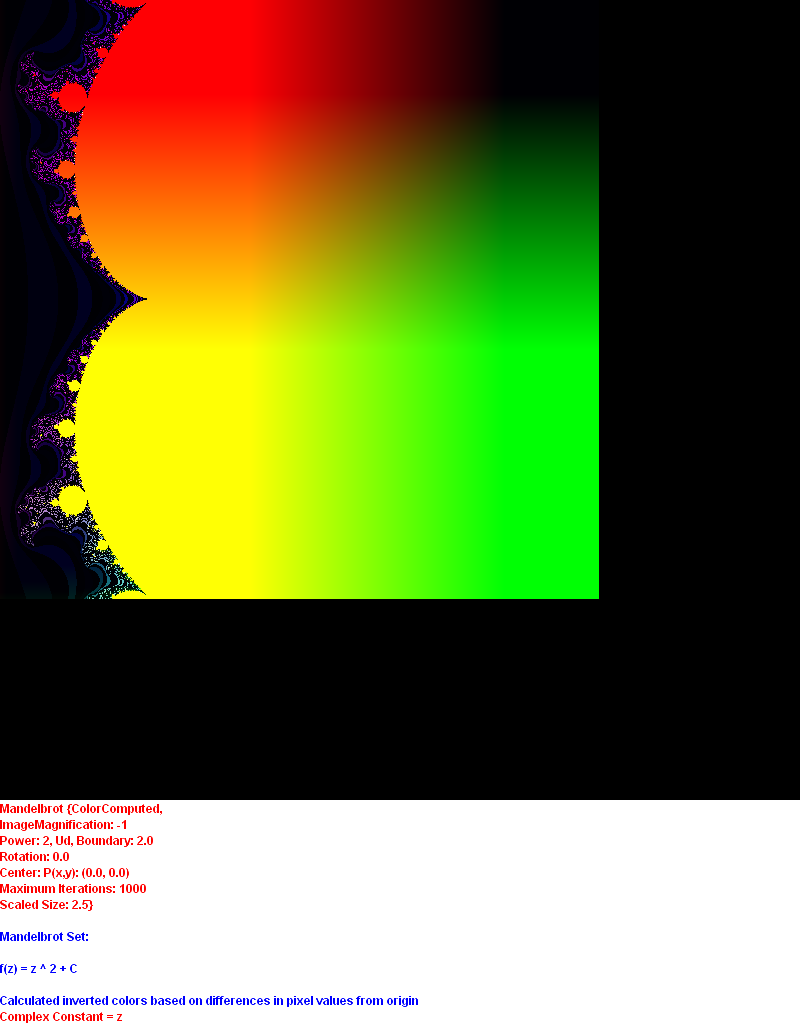 Mandelbrot {ColorComputed,
ImageMagnification: -1
Power: 2, Ud, Boundary: 2.0
Rotation: 0.0
Center: P(x,y): (0.0, 0.0)
Maximum Iterations: 1000
Scaled Size: 2.5}
Mandelbrot Set:
f(z) = z ^ 2 + C
Calculated inverted colors based on differences in pixel values from origin
Complex Constant = z